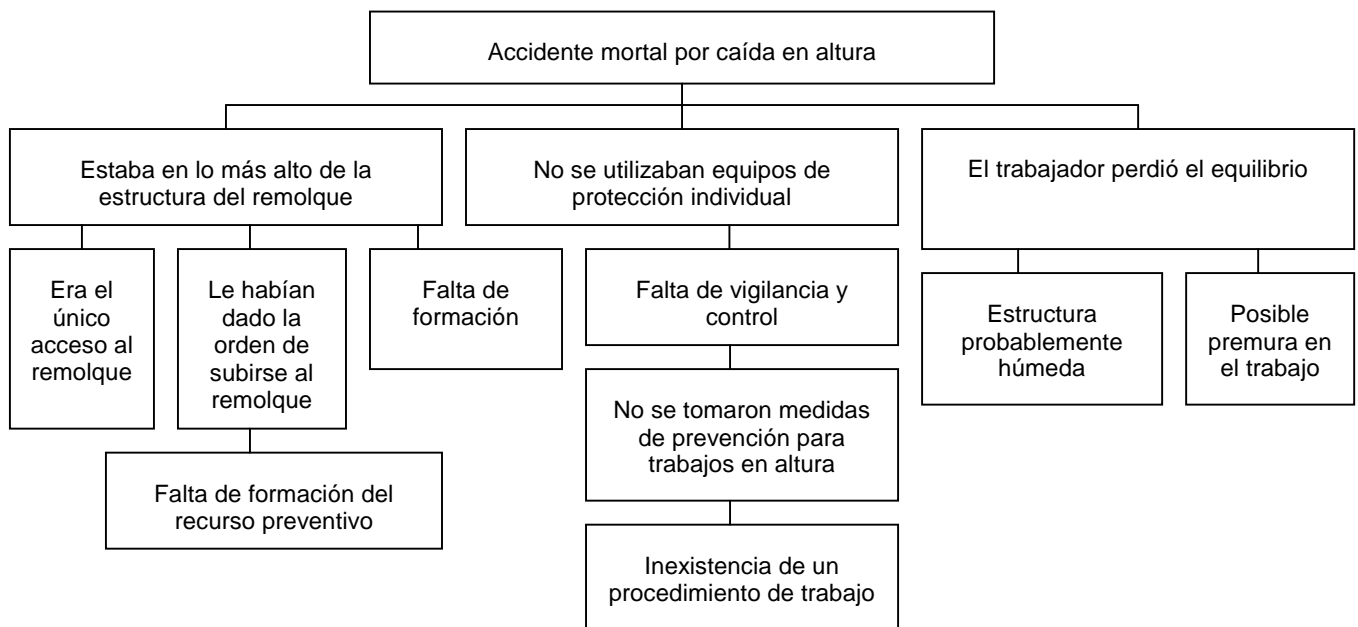 Accidente mortal por caída en altura
Estaba en lo más alto de la
estructura del remolque
No se utilizaban equipos de
protección individual
El trabajador perdió el equilibrio
Era el
único
acceso al
remolque
Le habían
dado la
orden de
subirse al
remolque
Falta de
formación
Falta de vigilancia y
control
Estructura
probablemente
húmeda
Posible
premura en
el trabajo
No se tomaron medidas
de prevención para
trabajos en altura
Falta de formación del
recurso preventivo
Inexistencia de un
procedimiento de trabajo